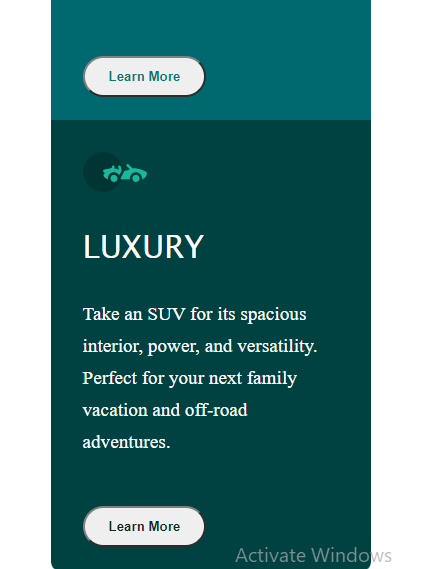 Learn More
LUXURY
Take an SUV for its spacious
interior, power, and versatility.
Perfect for your next family
vacation and off-road
adventures.
Learn More
Activate Windows